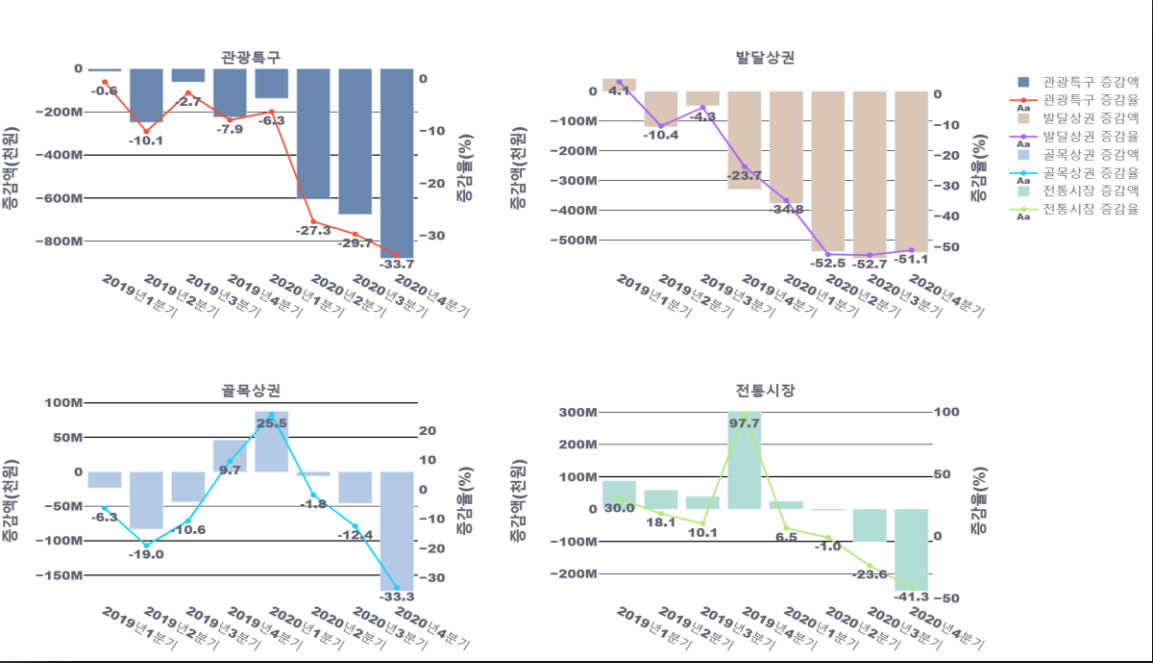 관광특구
0
−200M
−400M
−600M
−800M
증감액(천원)
-0.6
-10.1
-2.7
-7.9
-6.3
-27.3
-29.7
-33.7
0
−10
−20
−30
증감율(%)
2019년1분기
2019년2분기
2019년3분기
2019년4분기
2020년1분기
2020년2분기
2020년3분기
2020년4분기
발달상권
0
−100M
−200M
−300M
−400M
−500M
증감액(천원)
4.1
-10.4
-4.3
-23.7
-34.8
-52.5
-52.7
-51.1
0
−10
−20
−30
−40
−50
증감율(%)
2019년1분기
2019년2분기
2019년3분기
2019년4분기
2020년1분기
2020년2분기
2020년3분기
2020년4분기
관광특구 증감액
관광특구 증감율
Aa
발달상권 증감액
발달상권 증감율
Aa
골목상권 증감액
골목상권 증감율
Aa
전통시장 증감액
전통시장 증감율
Aa
골목상권
100M
50M
0
−50M
−100M
−150M
증감액(천원)
-6.3
-19.0
-10.6
9.7
25.5
-1.8
-12.4
-33.3
20
10
0
−10
−20
−30
증감율(%)
2019년1분기
2019년2분기
2019년3분기
2019년4분기
2020년1분기
2020년2분기
2020년3분기
2020년4분기
전통시장
300M
200M
100M
0
−100M
−200M
증감액(천원)
30.0
18.1
10.1
97.7
6.5
-1.0
-23.6
-41.3
100
50
0
−50
증감율(%)
2019년1분기
2019년2분기
2019년3분기
2019년4분기
2020년1분기
2020년2분기
2020년3분기
2020년4분기